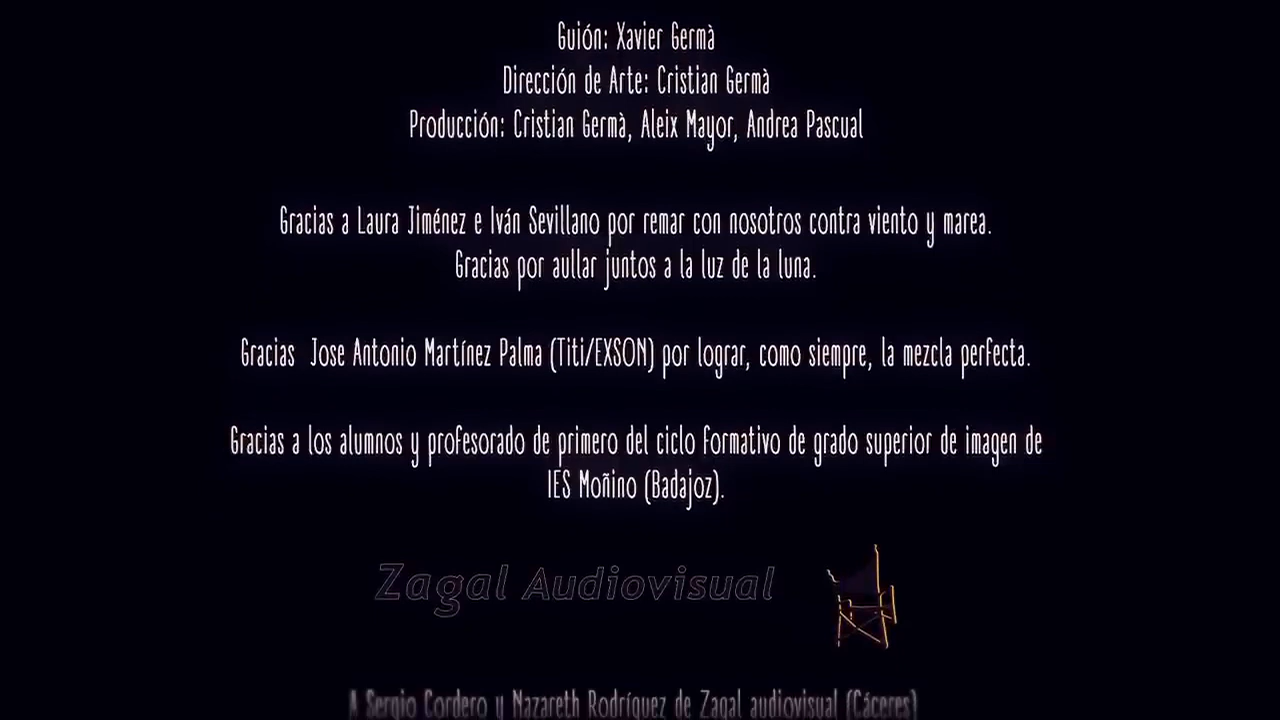 Guión: Xavier Germà
Dirección de Arte: Cristian Germà
Producción: Cristian Germà, Aleix Mayor, Andrea Pascual
Gracias a Laura Jiménez e Iván Sevillano por remar con nosotros contra viento y marea.
Gracias por aullar juntos a la luz de la luna.
Gracias  Jose Antonio Martínez Palma (Titi/EXSON) por lograr, como siempre, la mezcla perfecta.
Gracias a los alumnos y profesorado de primero del ciclo formativo de grado superior de imagen de
IES Moñino (Badajoz).
Zagal Audiovisual
A Sergio Cordero y Nazareth Rodríguez de Zagal audiovisual (Cáceres)